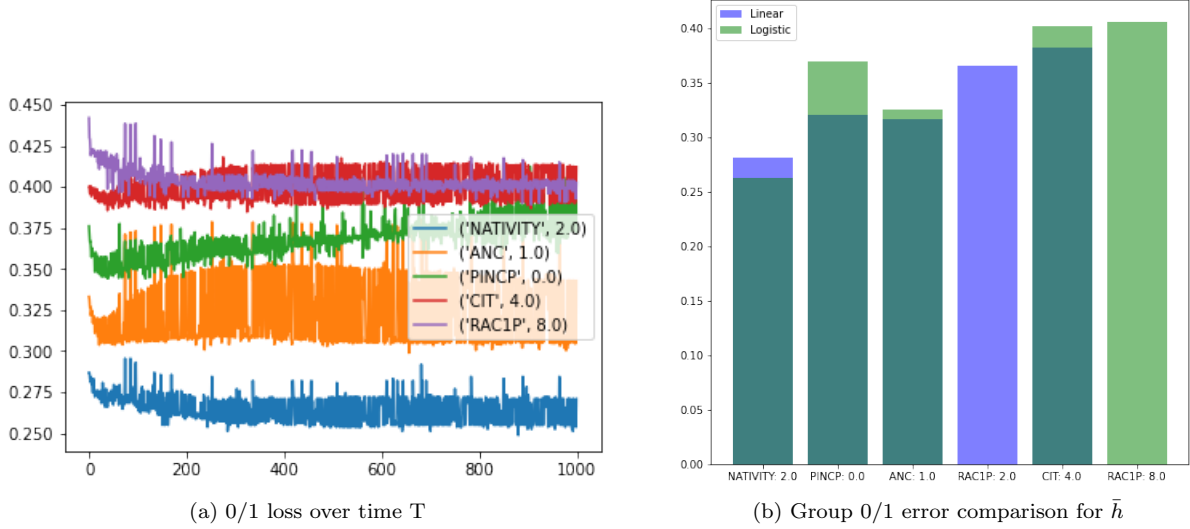 0.450
0.425
0.400
0.375
0.350
0.325
0.300
0.275
0.250
0 200 400 600 800 1000
('NATIVITY', 2.0)
('ANC', 1.0)
('PINCP', 0.0)
('CIT', 4.0)
('RAC1P', 8.0)
(a) 0/1 loss over time T
Linear
Logistic
0.40
0.35
0.30
0.25
0.20
0.15
0.10
0.05
0.00
NATIVITY: 2.0 PINCP: 0.0 ANC: 1.0 RAC1P: 2.0 CIT: 4.0 RAC1P: 8.0
(b) Group 0/1 error comparison for h̄